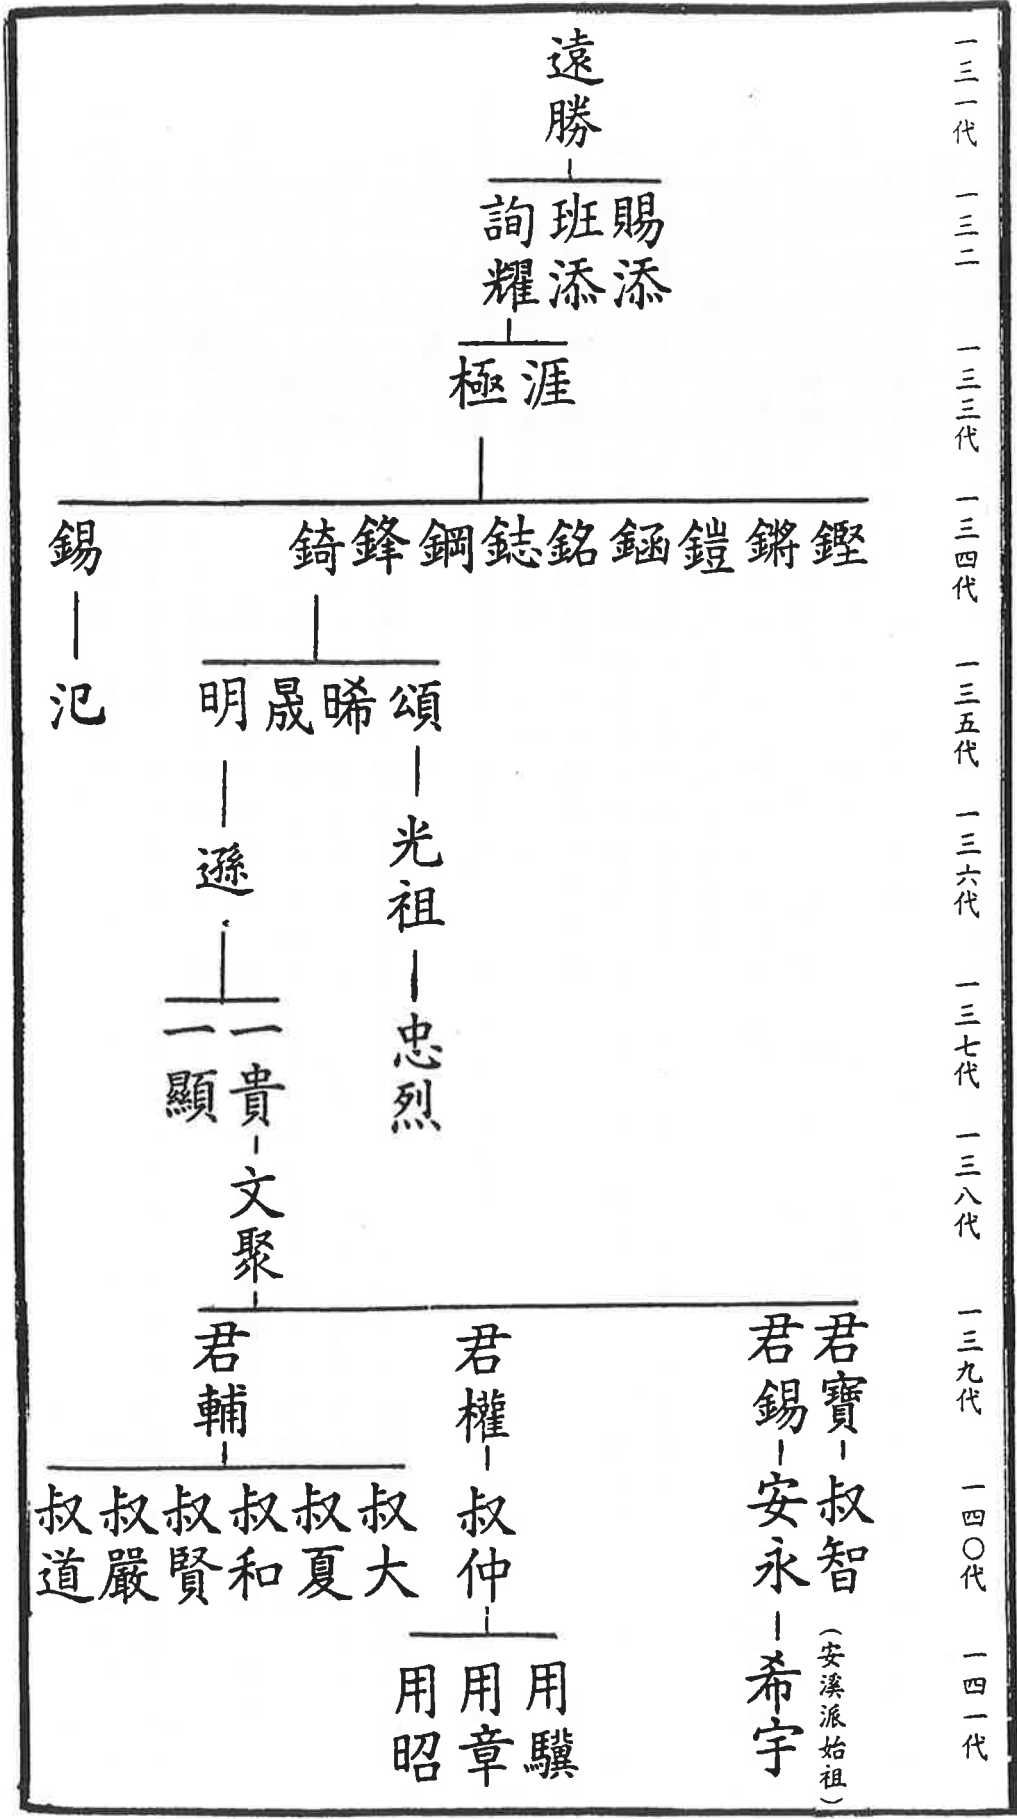 一三一代
遠勝
一三二
賜添
班添
詢耀
一三三代
涯
極
一三四代
鏗
鏘
鎧
鋙
銘
鋕
鋼
鋒
錡
錫
一三五代
頌
晞
晟
明
氾
一三六代
光祖
遜
一三七代
忠烈
一貴
一顯
一三八代
文聚
一三九代
君寶
君錫
君權
君輔
一四〇代
叔智
安永
叔仲
叔大
叔夏
叔和
叔賢
叔嚴
叔道
一四一代
(安溪派始祖)
希宇
用驥
用章
用昭